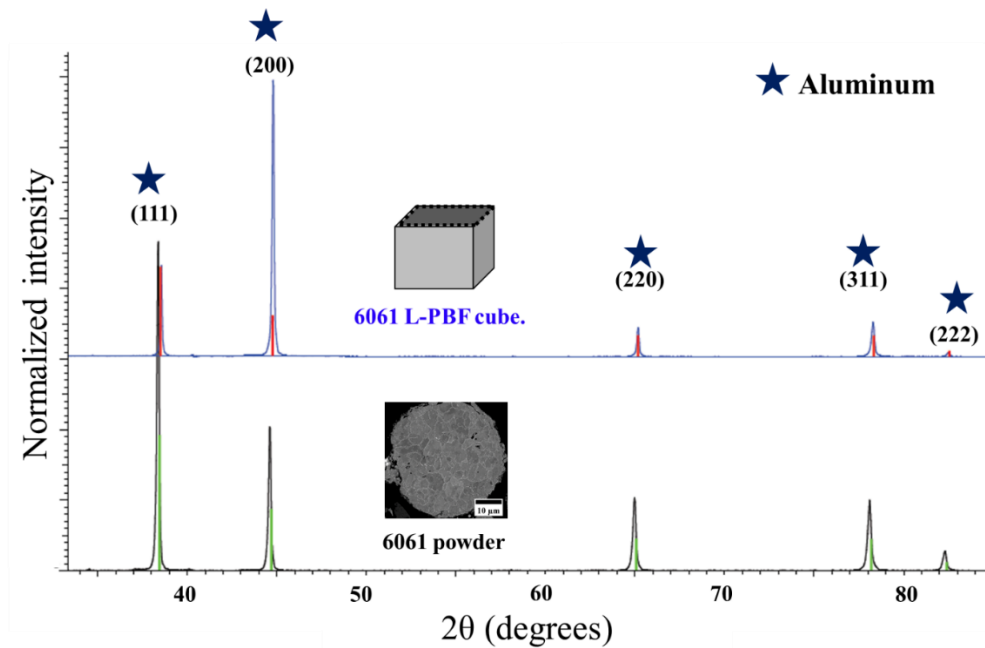 (200)
★ Aluminum
(111)
(220)
(311)
(222)
6061 L-PBF cube.
10 µm
6061 powder
Normalized intensity
40 50 60 70 80
2θ (degrees)